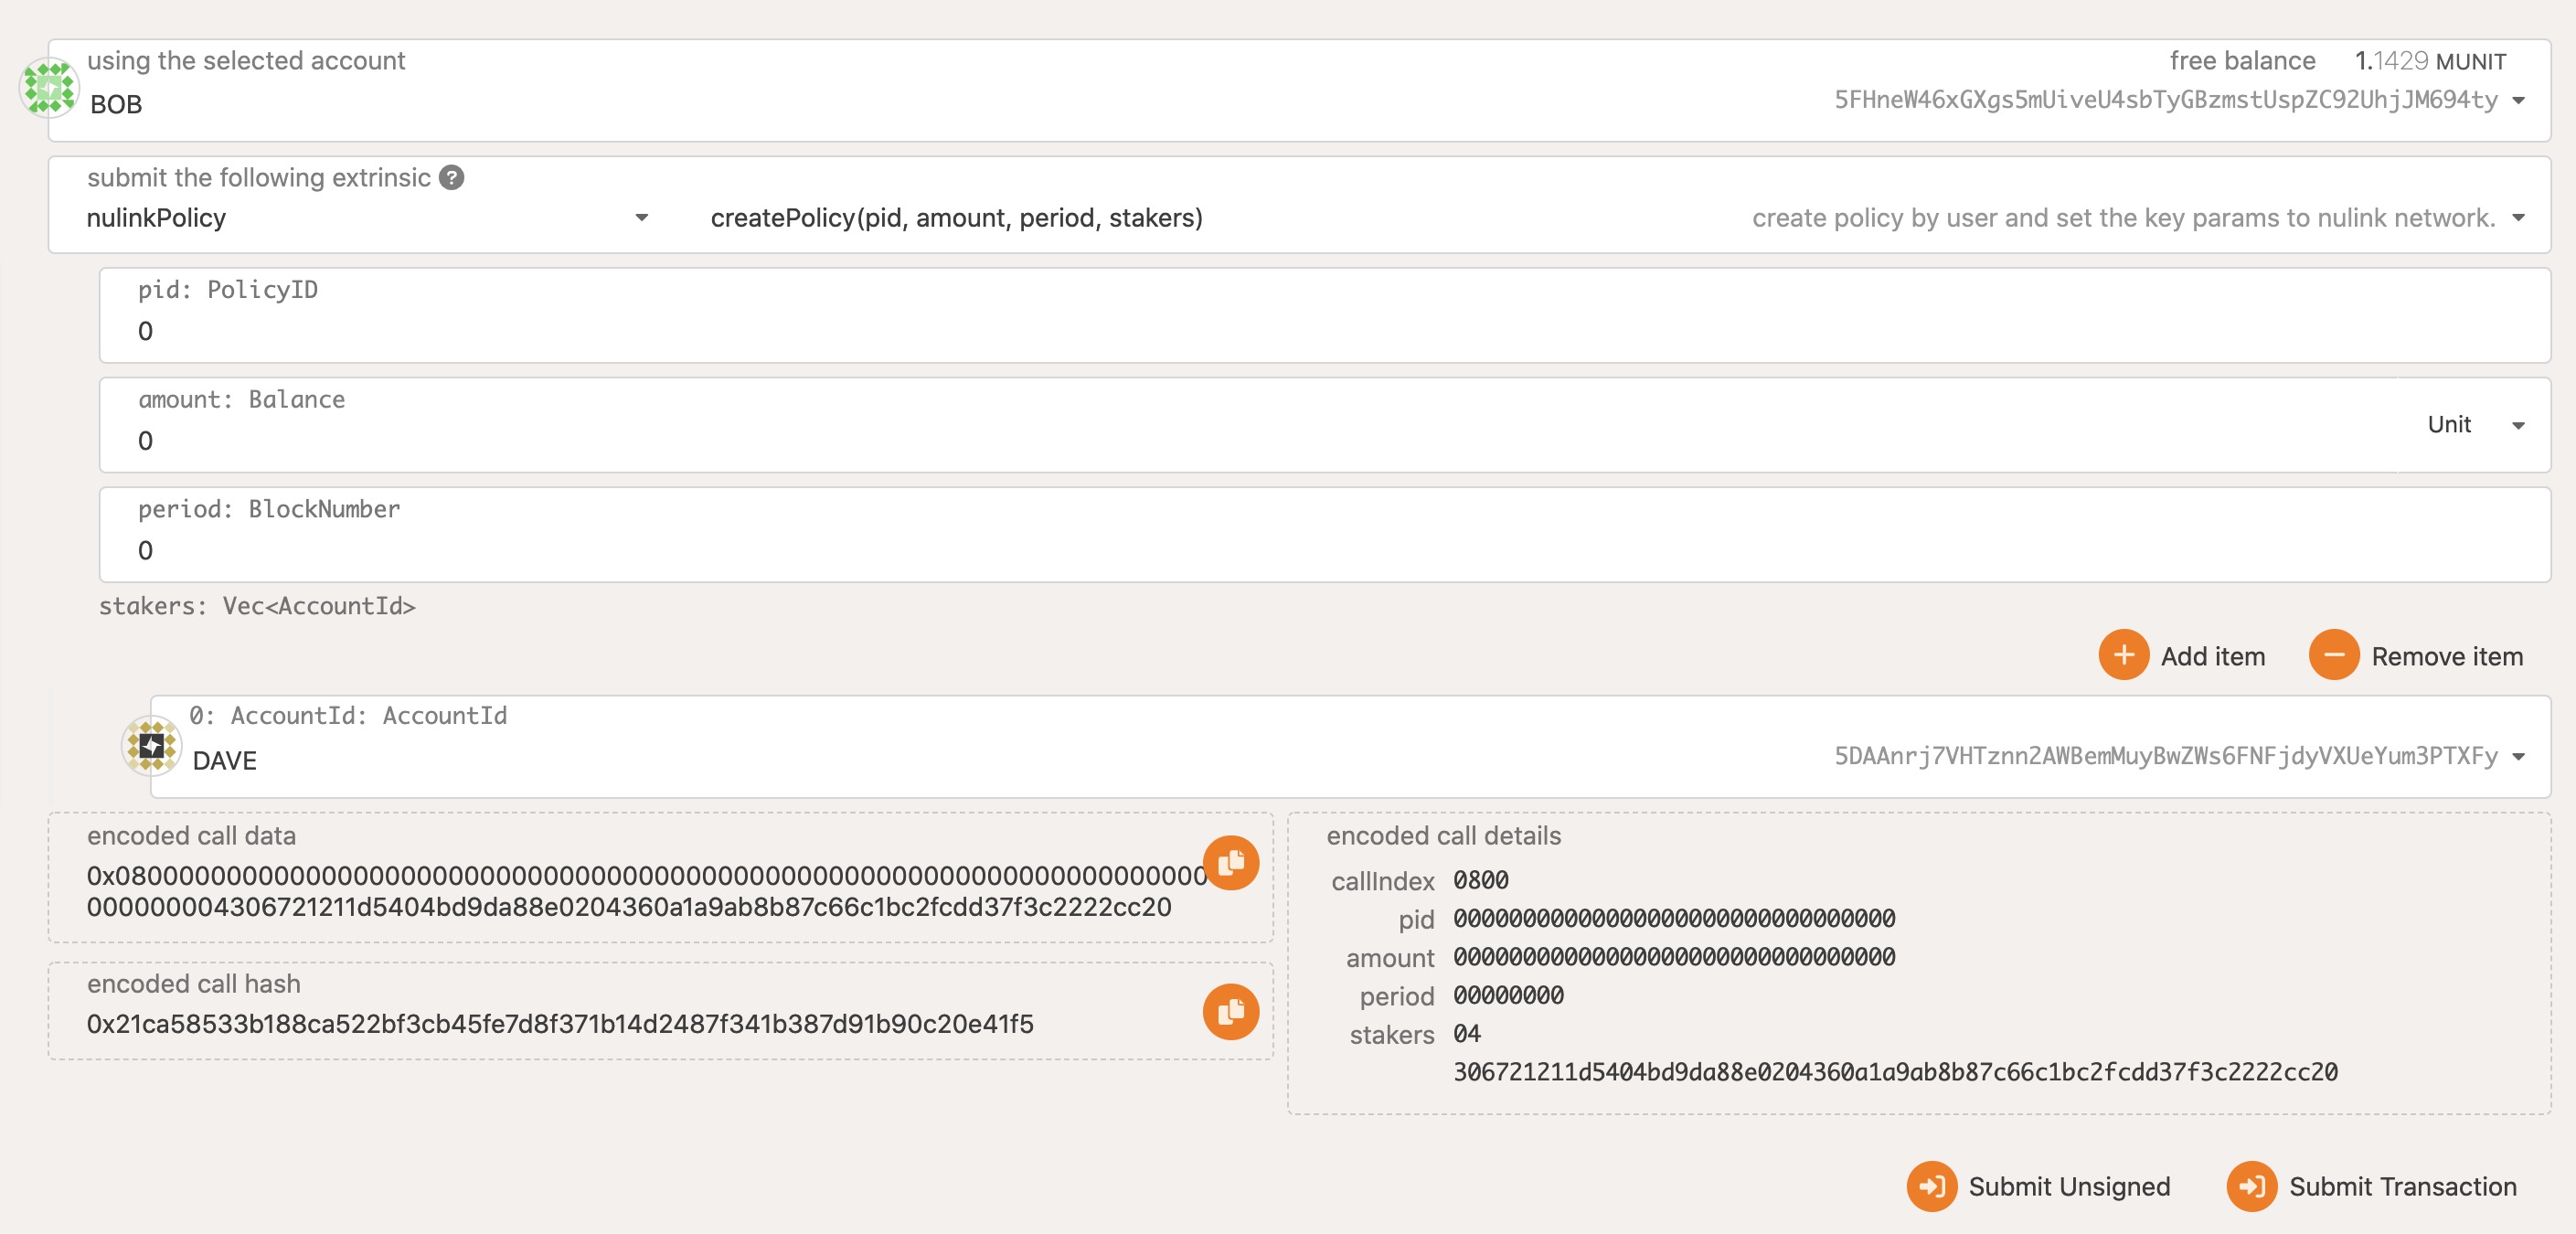 using the selected account
free balance 1.1429 MUNIT
BOB
5FHneW46xGXgs5mUiveU4sbTyGBzmstUspZC92UhjJM694ty
submit the following extrinsic ?
nulinkPolicy
createPolicy(pid, amount, period, stakers)
create policy by user and set the key params to nulink network.
pid: PolicyID
0
amount: Balance
0
Unit
period: BlockNumber
0
stakers: Vec<AccountId>
Add item
Remove item
0: AccountId: AccountId
DAVE
5DAAnrj7VHTznn2AWBemMuyBwZWs6FNFjdyVXUeYum3PTXFy
encoded call data
0x080000000000000000000000000000000000000000000000000000000000000000000
000000004306721211d5404bd9da88e0204360a1a9ab8b87c66c1bc2fcdd37f3c2222cc20
encoded call hash
0x21ca58533b188ca522bf3cb45fe7d8f371b14d2487f341b387d91b90c20e41f5
encoded call details
callIndex 0800
pid 00000000000000000000000000000000
amount 00000000000000000000000000000000
period 00000000
stakers 04
306721211d5404bd9da88e0204360a1a9ab8b87c66c1bc2fcdd37f3c2222cc20
Submit Unsigned
Submit Transaction